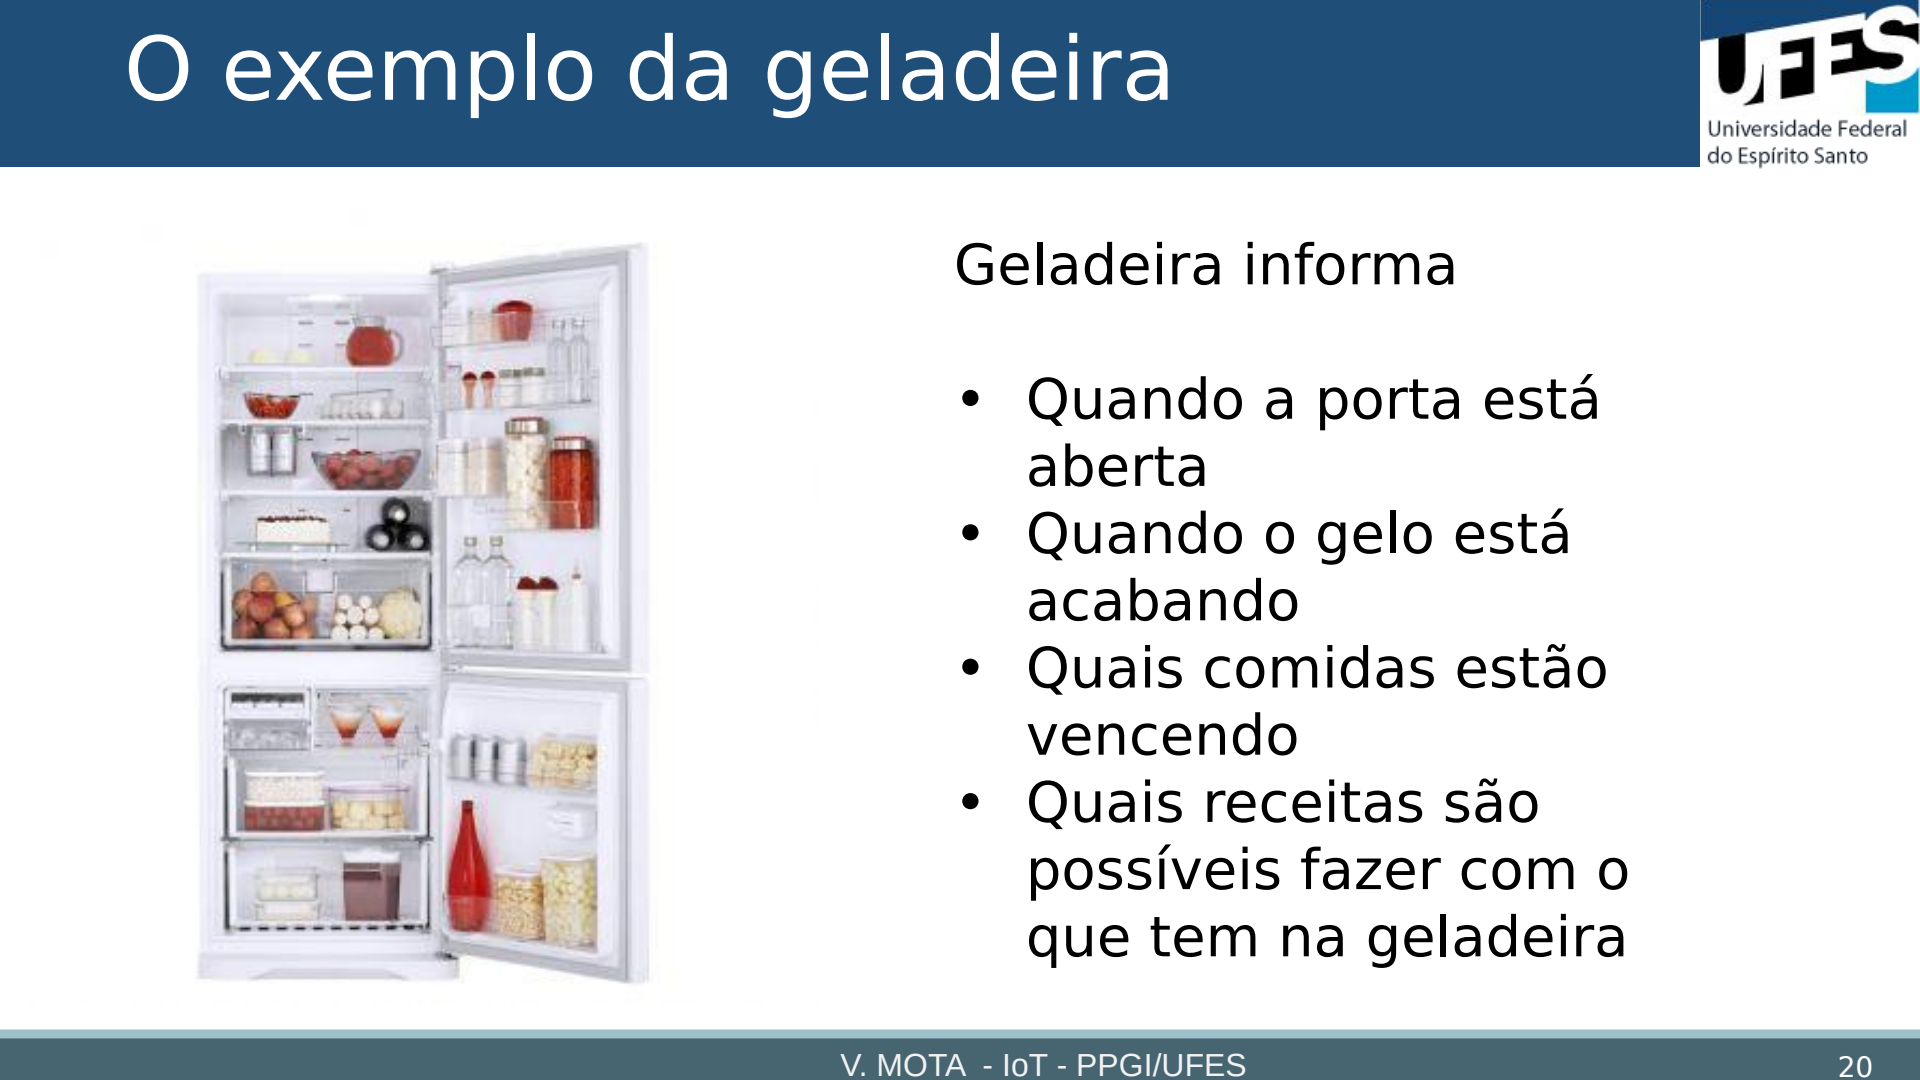 O exemplo da geladeira
UFES
Universidade Federal
do Espírito Santo
Geladeira informa
• Quando a porta está
aberta
• Quando o gelo está
acabando
• Quais comidas estão
vencendo
• Quais receitas são
possíveis fazer com o
que tem na geladeira
V. MOTA - IoT - PPGI/UFES
20